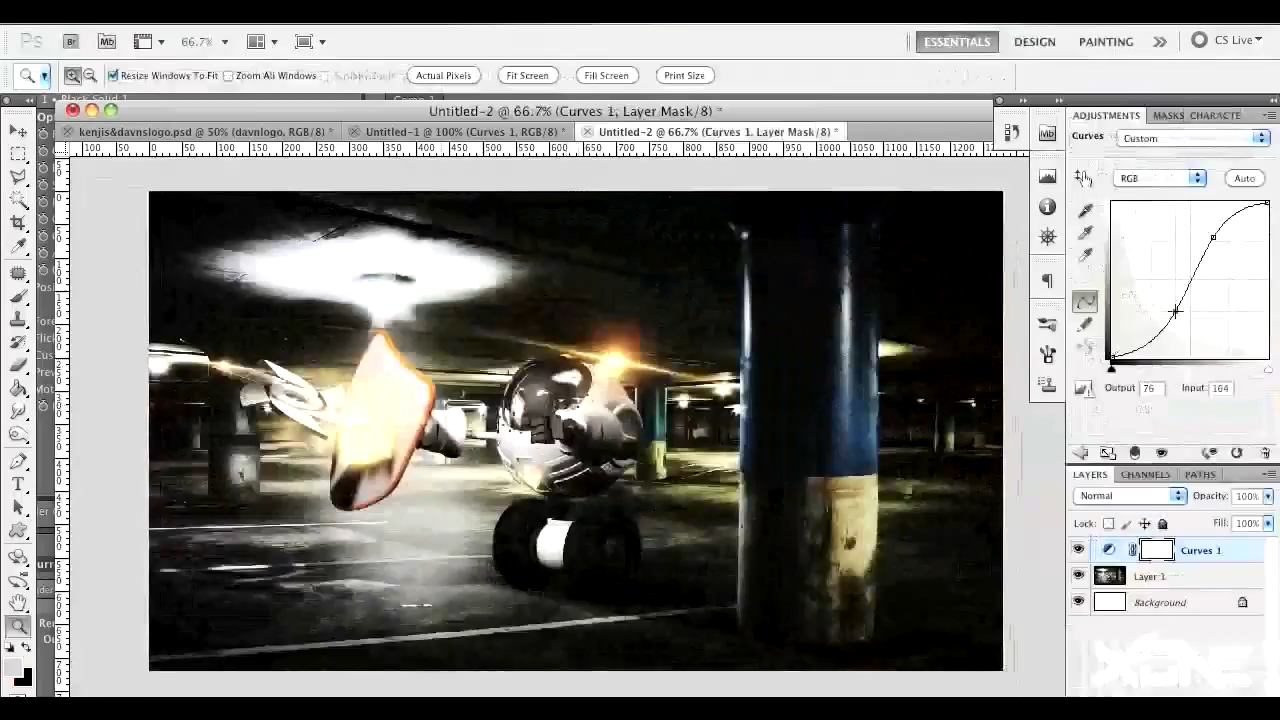 Ps Br Mb 66.7% ESSENTIALS DESIGN PAINTING CS Live
Resize Windows To Fit Zoom All Windows Actual Pixels Fit Screen Fill Screen Print Size
Untitled-2 @ 66.7% (Curves 1, Layer Mask/8) *
kenjis&davnslogo.psd @ 50% (davnlogo, RGB/8) * Untitled-1 @ 100% (Curves 1, RGB/8) * Untitled-2 @ 66.7% (Curves 1, Layer Mask/8) *
100 50 0 50 100 150 200 250 300 350 400 450 500 550 600 650 700 750 800 850 900 950 1000 1050 1100 1150 1200
ADJUSTMENTS MASKS CHARACTE
Curves Custom
RGB Auto
Output 76 Input: 164
LAYERS CHANNELS PATHS
Normal Opacity: 100%
Lock: Fill: 100%
Curves 1
Layer 1
Background